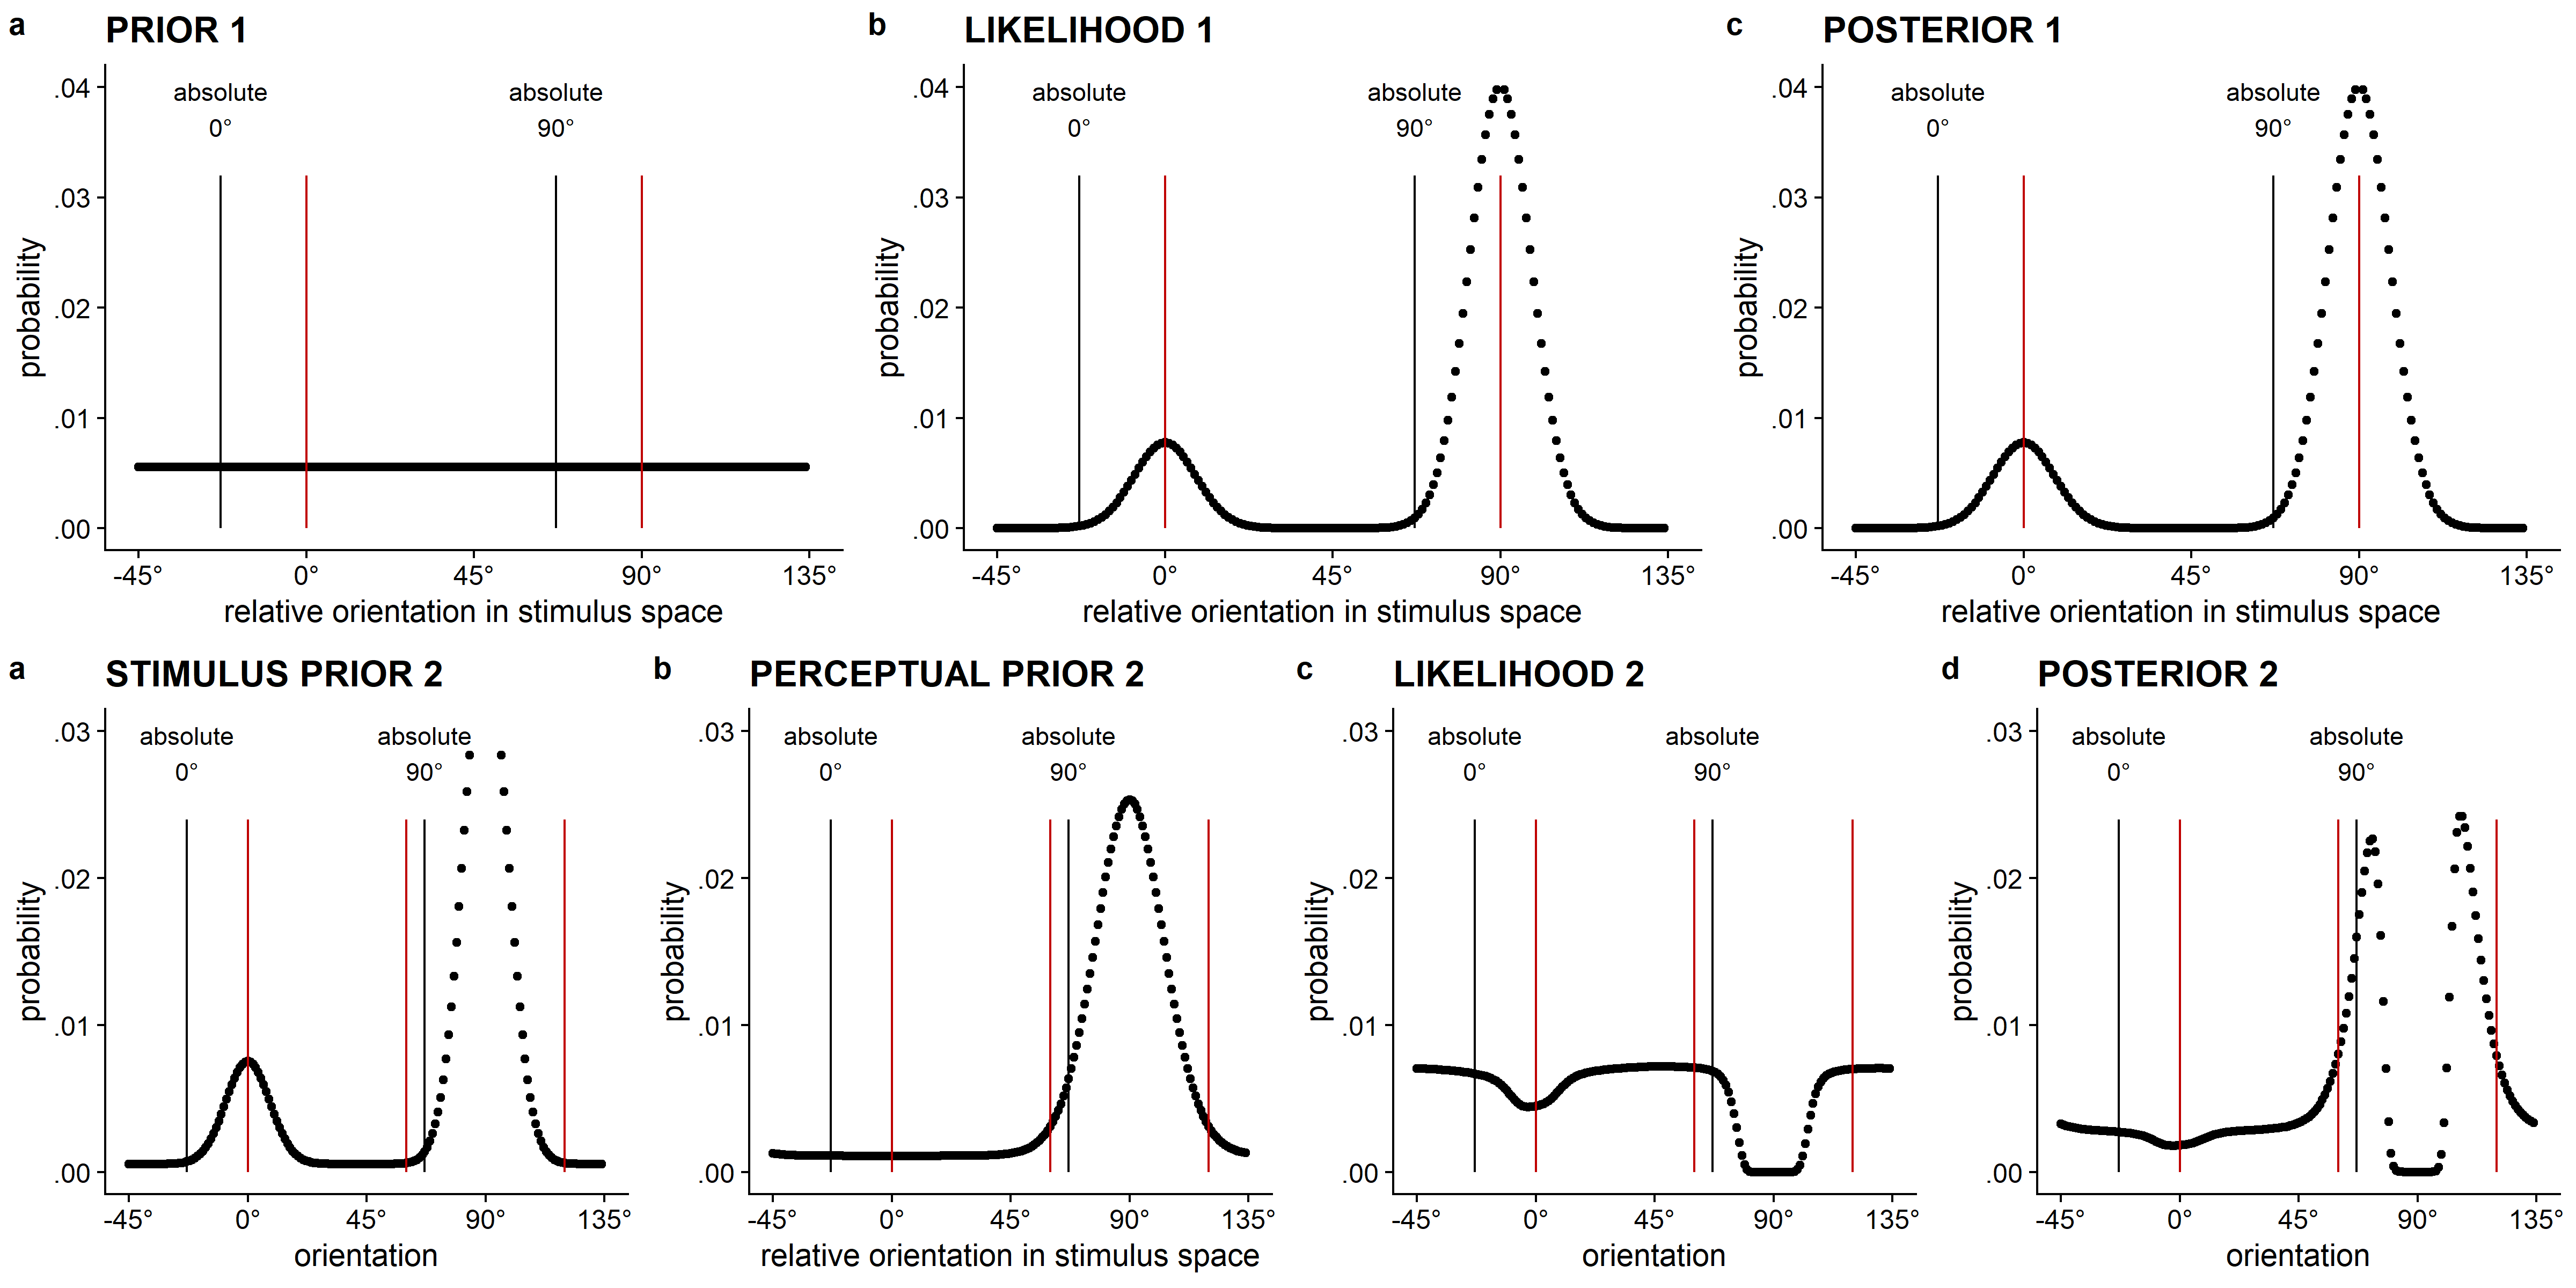 a PRIOR 1
.04
.03
.02
.01
.00
probability
absolute
0°
absolute
90°
-45° 0° 45° 90° 135°
relative orientation in stimulus space
b LIKELIHOOD 1
.04
.03
.02
.01
.00
probability
absolute
0°
absolute
90°
-45° 0° 45° 90° 135°
relative orientation in stimulus space
c POSTERIOR 1
.04
.03
.02
.01
.00
probability
absolute
0°
absolute
90°
-45° 0° 45° 90° 135°
relative orientation in stimulus space
a STIMULUS PRIOR 2
.03
.02
.01
.00
probability
absolute
0°
absolute
90°
-45° 0° 45° 90° 135°
orientation
b PERCEPTUAL PRIOR 2
.03
.02
.01
.00
probability
absolute
0°
absolute
90°
-45° 0° 45° 90° 135°
relative orientation in stimulus space
c LIKELIHOOD 2
.03
.02
.01
.00
probability
absolute
0°
absolute
90°
-45° 0° 45° 90° 135°
orientation
d POSTERIOR 2
.03
.02
.01
.00
probability
absolute
0°
absolute
90°
-45° 0° 45° 90° 135°
orientation